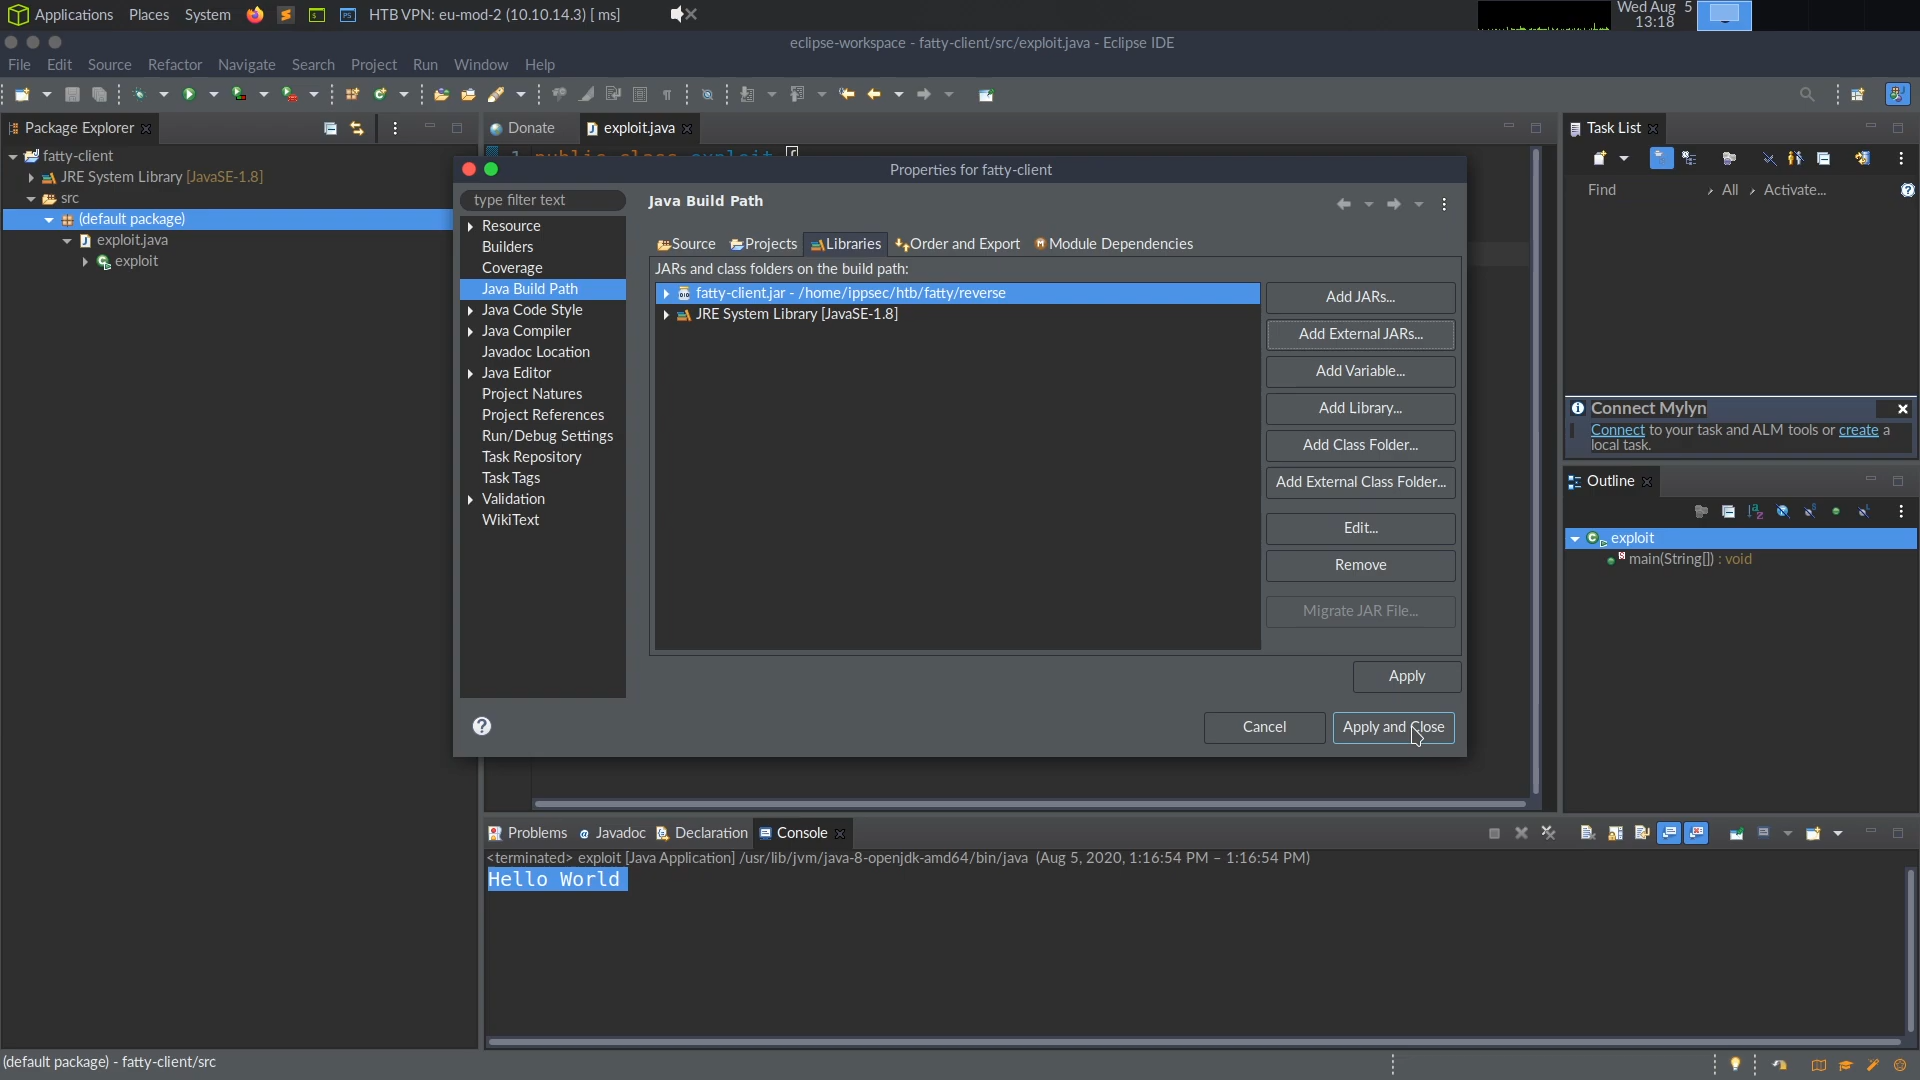 Applications Places System HTB VPN: eu-mod-2 (10.10.14.3) [ ms] Wed Aug 5
13:18
eclipse-workspace - fatty-client/src/exploit.java - Eclipse IDE
File Edit Source Refactor Navigate Search Project Run Window Help
Package Explorer
fatty-client
JRE System Library [JavaSE-1.8]
src
(default package)
exploit.java
exploit
Donate exploit.java
1 public class exploit {
Properties for fatty-client
type filter text
Resource
Builders
Coverage
Java Build Path
Java Code Style
Java Compiler
Javadoc Location
Java Editor
Project Natures
Project References
Run/Debug Settings
Task Repository
Task Tags
Validation
WikiText
Java Build Path
Source Projects Libraries Order and Export Module Dependencies
JARs and class folders on the build path:
fatty-client.jar - /home/ippsec/htb/fatty/reverse
JRE System Library [JavaSE-1.8]
Add JARs...
Add External JARs...
Add Variable...
Add Library...
Add Class Folder...
Add External Class Folder...
Edit...
Remove
Migrate JAR File...
Apply
Cancel Apply and Close
Task List
Find All Activate...
Connect Mylyn
Connect to your task and ALM tools or create a
local task.
Outline
exploit
main(String[]) : void
Problems Javadoc Declaration Console
<terminated> exploit [Java Application] /usr/lib/jvm/java-8-openjdk-amd64/bin/java (Aug 5, 2020, 1:16:54 PM – 1:16:54 PM)
Hello World
(default package) - fatty-client/src